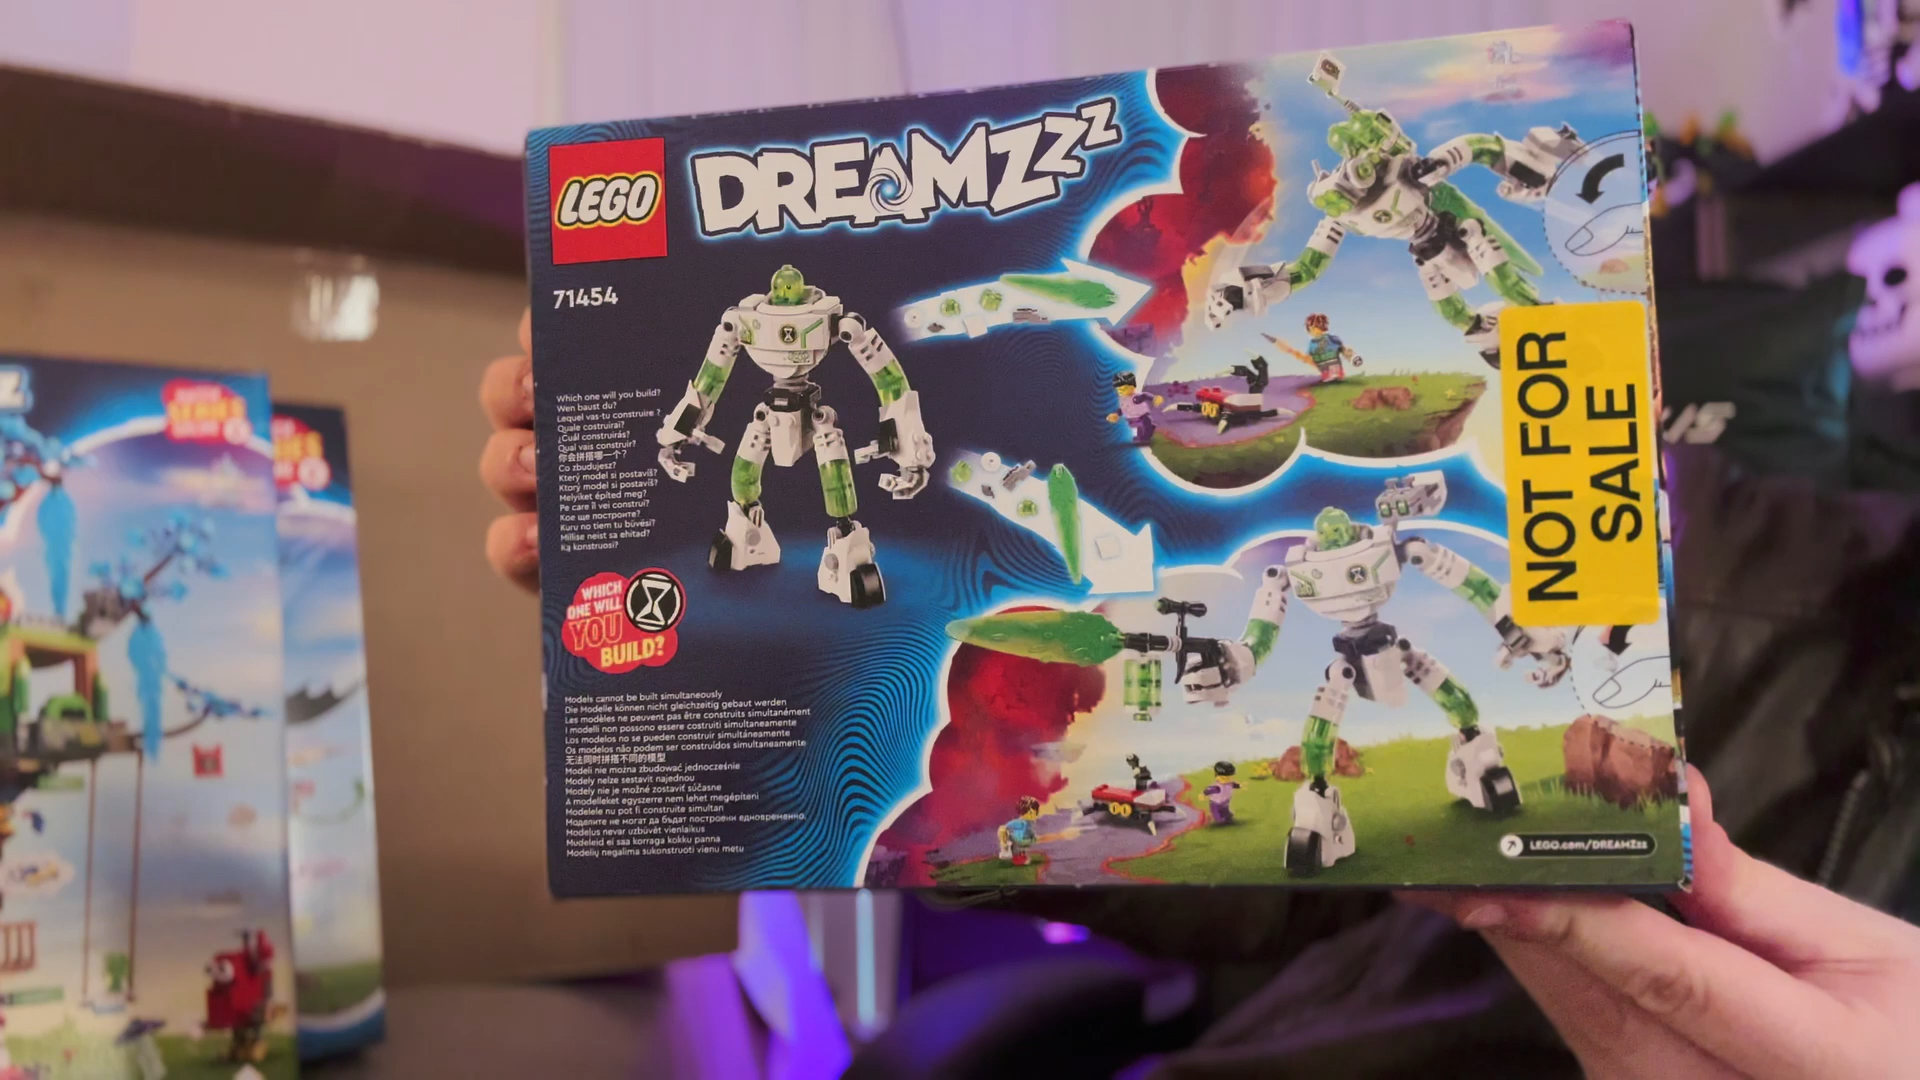 LEGO
DREAMZzz
71454
Which one will you build?
Wen baust du?
Lequel vas-tu construire ?
Quale costruirai?
¿Cuál construirás?
Qual vais construir?
你会拼搭哪一个？
Co zbudujesz?
Který model si postavíš?
Ktorý model si postavíš?
Melyiket építed meg?
Pe care îl vei construi?
Кое ще построите?
Kuru no tiem tu būvēsi?
Millise neist sa ehitad?
Ką konstruosi?
WHICH
ONE WILL
YOU
BUILD?
Models cannot be built simultaneously
Die Modelle können nicht gleichzeitig gebaut werden
Les modèles ne peuvent pas être construits simultanément
I modelli non possono essere costruiti simultaneamente
Los modelos no se pueden construir simultáneamente
Os modelos não podem ser construídos simultaneamente
无法同时拼搭不同的模型
Modeli nie można zbudować jednocześnie
Modely nelze sestavit najednou
Modely nie je možné zostaviť súčasne
A modelleket egyszerre nem lehet megépíteni
Modelele nu pot fi construite simultan
Моделите не могат да бъдат построени едновременно.
Modelus nevar uzbūvēt vienlaikus
Mudeleid ei saa korraga kokku panna
Modelių negalima sukonstruoti vienu metu
NOT FOR
SALE
LEGO.com/DREAMZzz